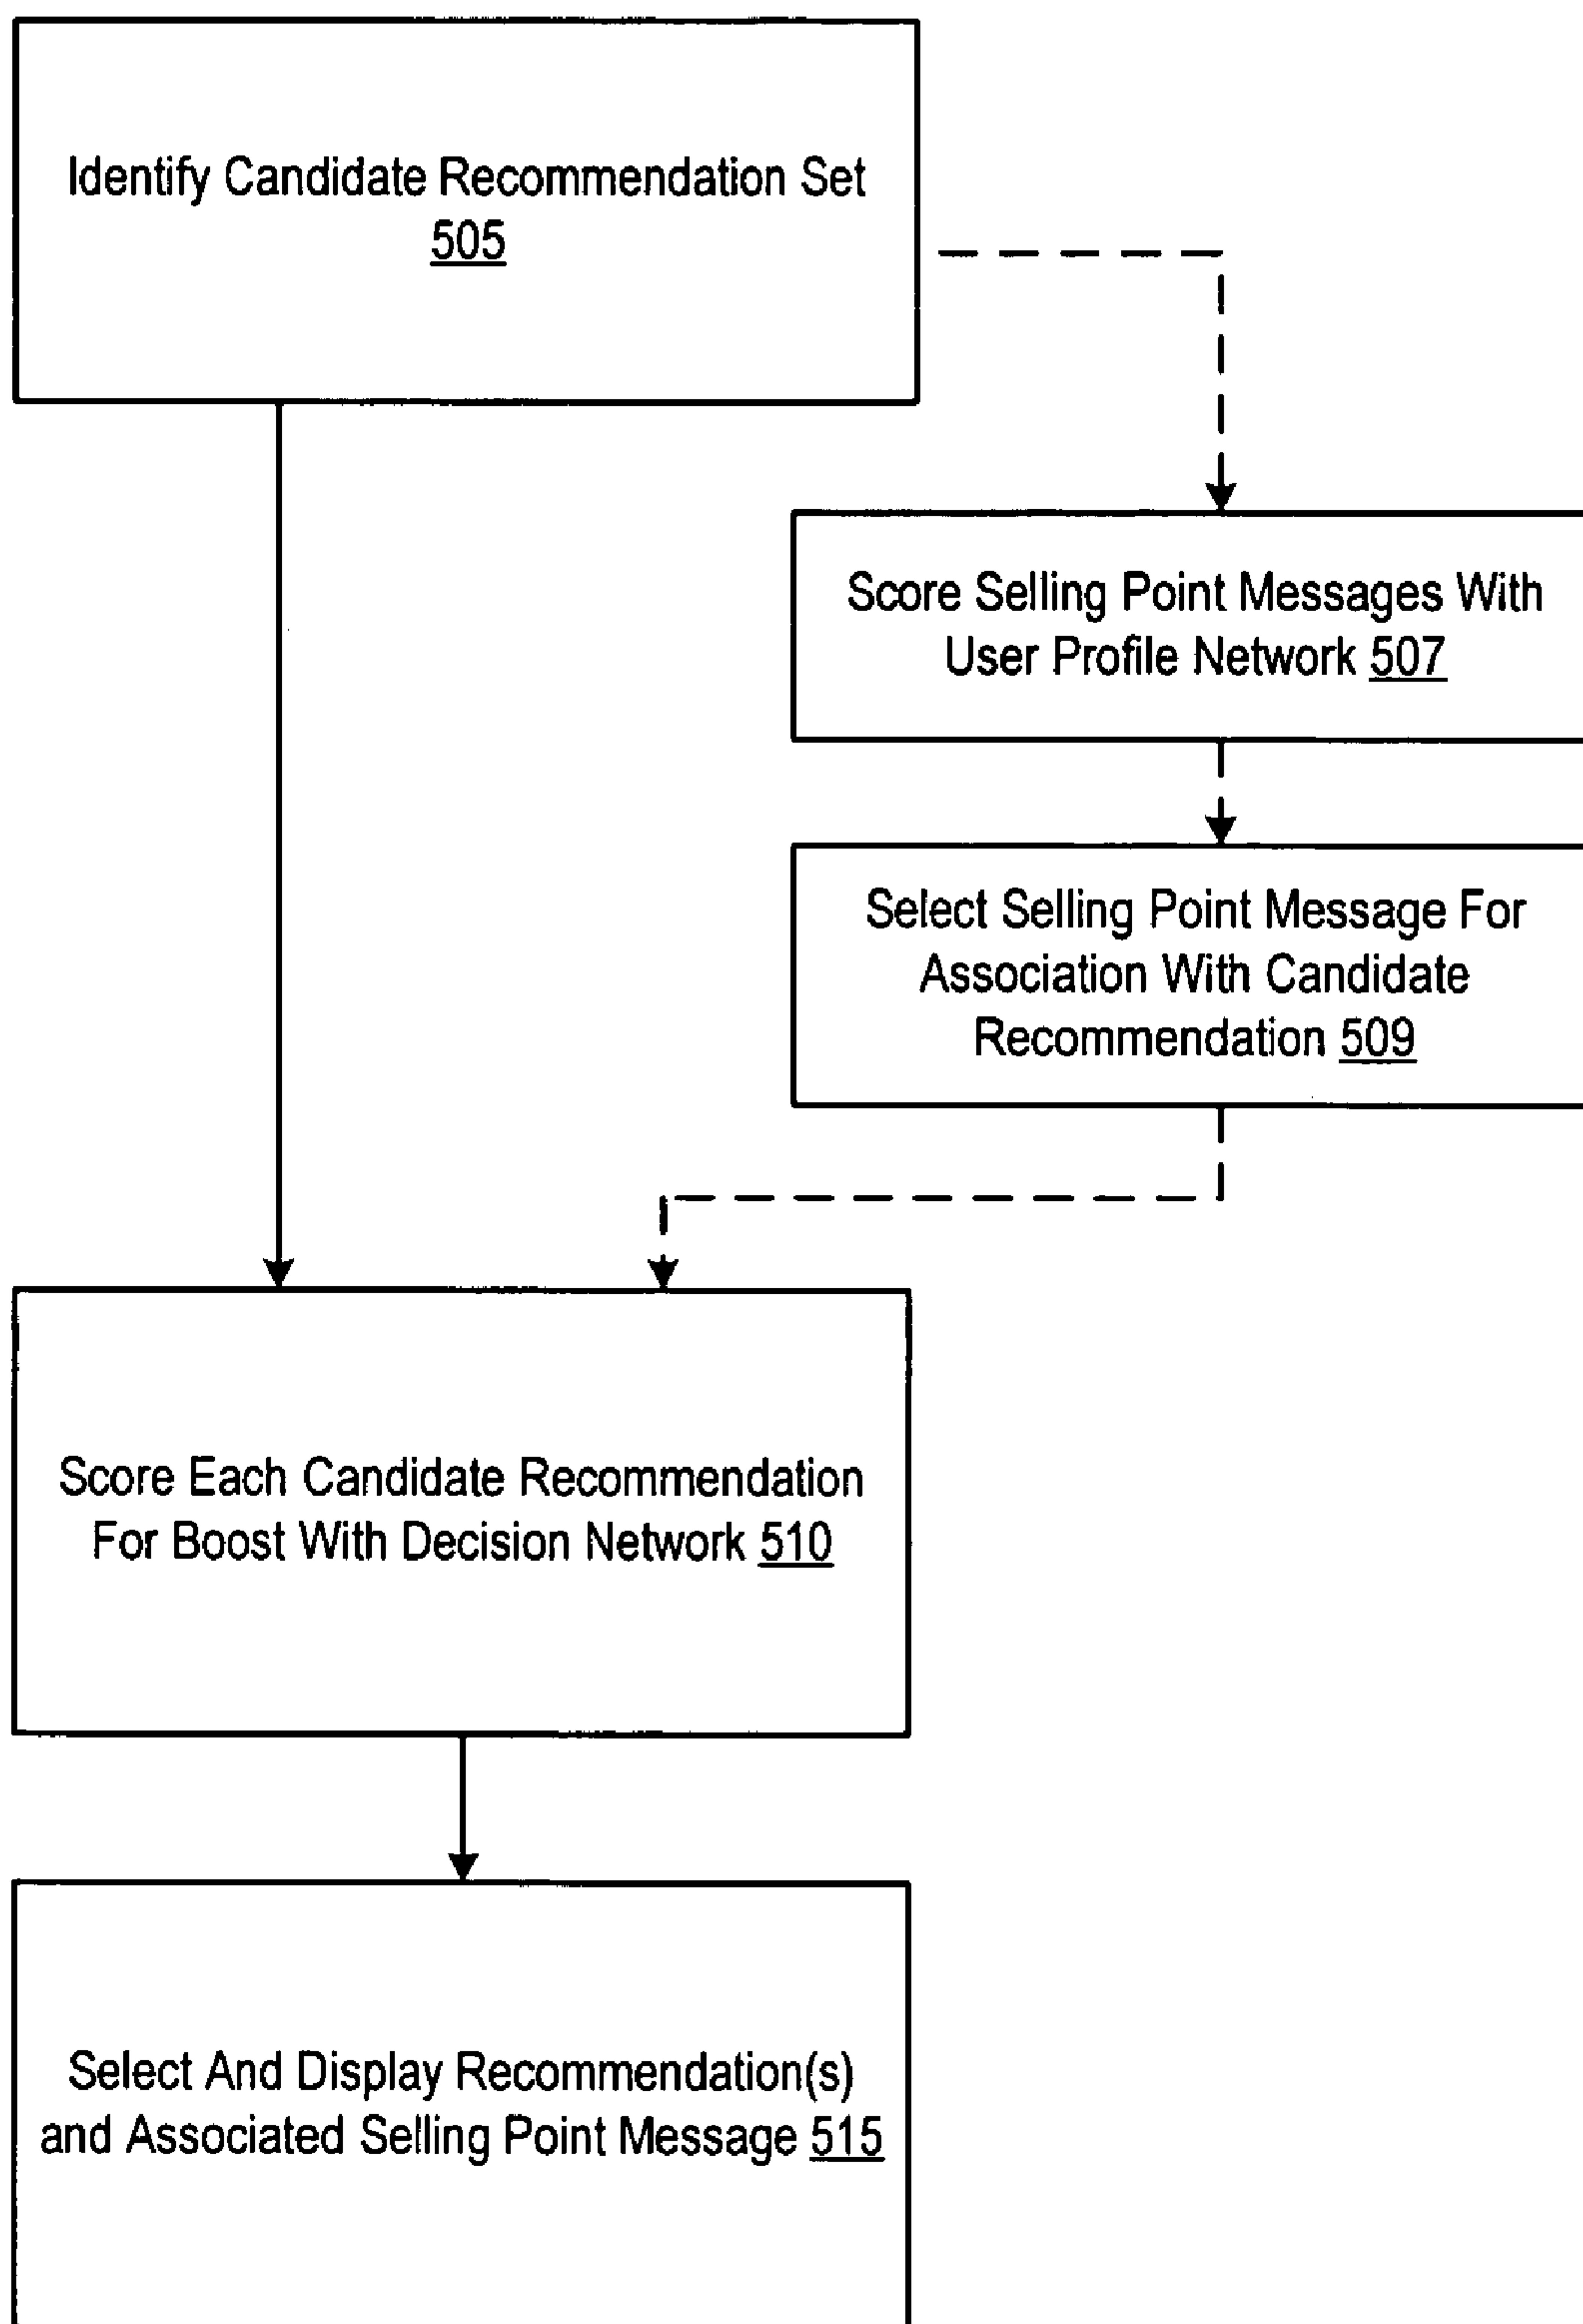 Identify Candidate Recommendation Set
505
Score Selling Point Messages With
User Profile Network 507
Select Selling Point Message For
Association With Candidate
Recommendation 509
Score Each Candidate Recommendation
For Boost With Decision Network 510
Select And Display Recommendation(s)
and Associated Selling Point Message 515